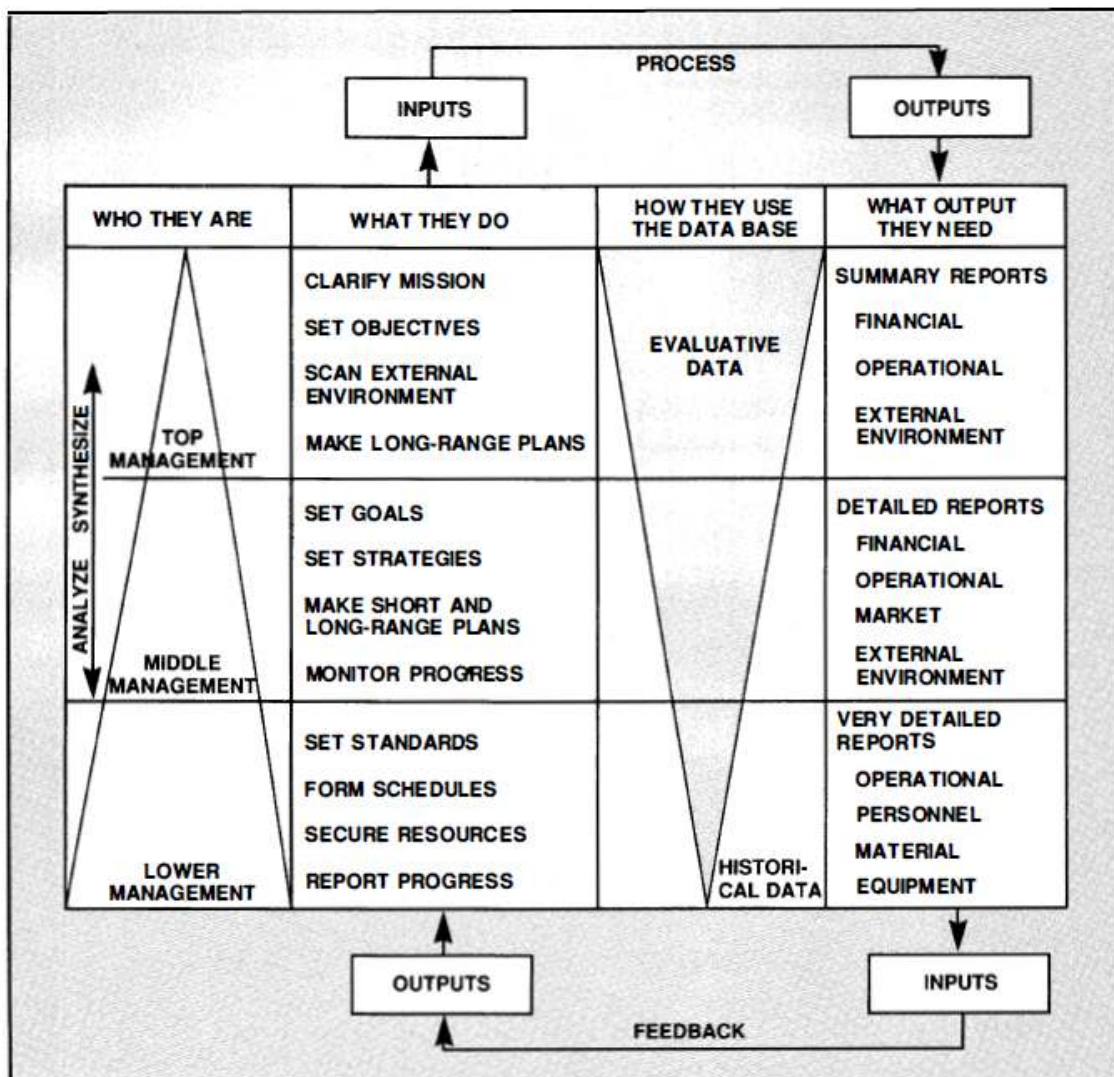 PROCESS
INPUTS
OUTPUTS
WHO THEY ARE
WHAT THEY DO
HOW THEY USE
THE DATA BASE
WHAT OUTPUT
THEY NEED
ANALYZE SYNTHESIZE
TOP
MANAGEMENT
CLARIFY MISSION
SET OBJECTIVES
SCAN EXTERNAL
ENVIRONMENT
MAKE LONG-RANGE PLANS
EVALUATIVE
DATA
SUMMARY REPORTS
FINANCIAL
OPERATIONAL
EXTERNAL
ENVIRONMENT
MIDDLE
MANAGEMENT
SET GOALS
SET STRATEGIES
MAKE SHORT AND
LONG-RANGE PLANS
MONITOR PROGRESS
DETAILED REPORTS
FINANCIAL
OPERATIONAL
MARKET
EXTERNAL
ENVIRONMENT
LOWER
MANAGEMENT
SET STANDARDS
FORM SCHEDULES
SECURE RESOURCES
REPORT PROGRESS
HISTORI-
CAL DATA
VERY DETAILED
REPORTS
OPERATIONAL
PERSONNEL
MATERIAL
EQUIPMENT
OUTPUTS
INPUTS
FEEDBACK